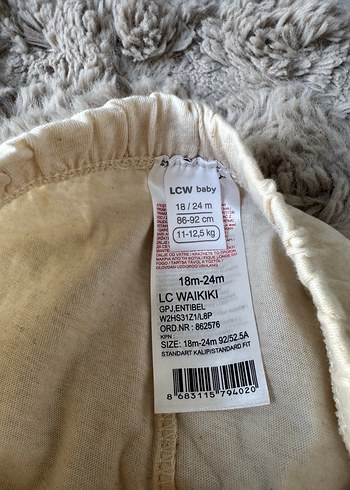 LCW baby
18 / 24 m
86-92 cm
11-12,5 kg
18m-24m
LC WAIKIKI
GPJ,ENTIBEL
W2HS31Z1/L8P
ORD.NR : 862576
KPN :
SIZE: 18m-24m 92/52.5A
STANDART KALIP/STANDARD FIT
8 683115 794020